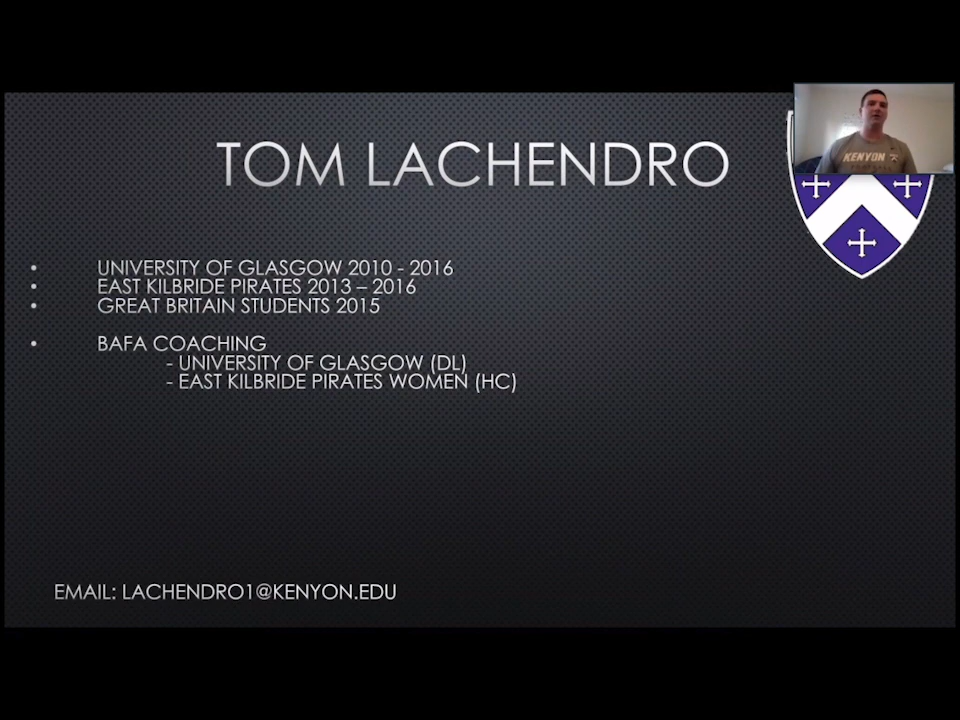 TOM LACHENDRO
KENYON
• UNIVERSITY OF GLASGOW 2010 - 2016
• EAST KILBRIDE PIRATES 2013 – 2016
• GREAT BRITAIN STUDENTS 2015
• BAFA COACHING
- UNIVERSITY OF GLASGOW (DL)
- EAST KILBRIDE PIRATES WOMEN (HC)
EMAIL: LACHENDRO1@KENYON.EDU